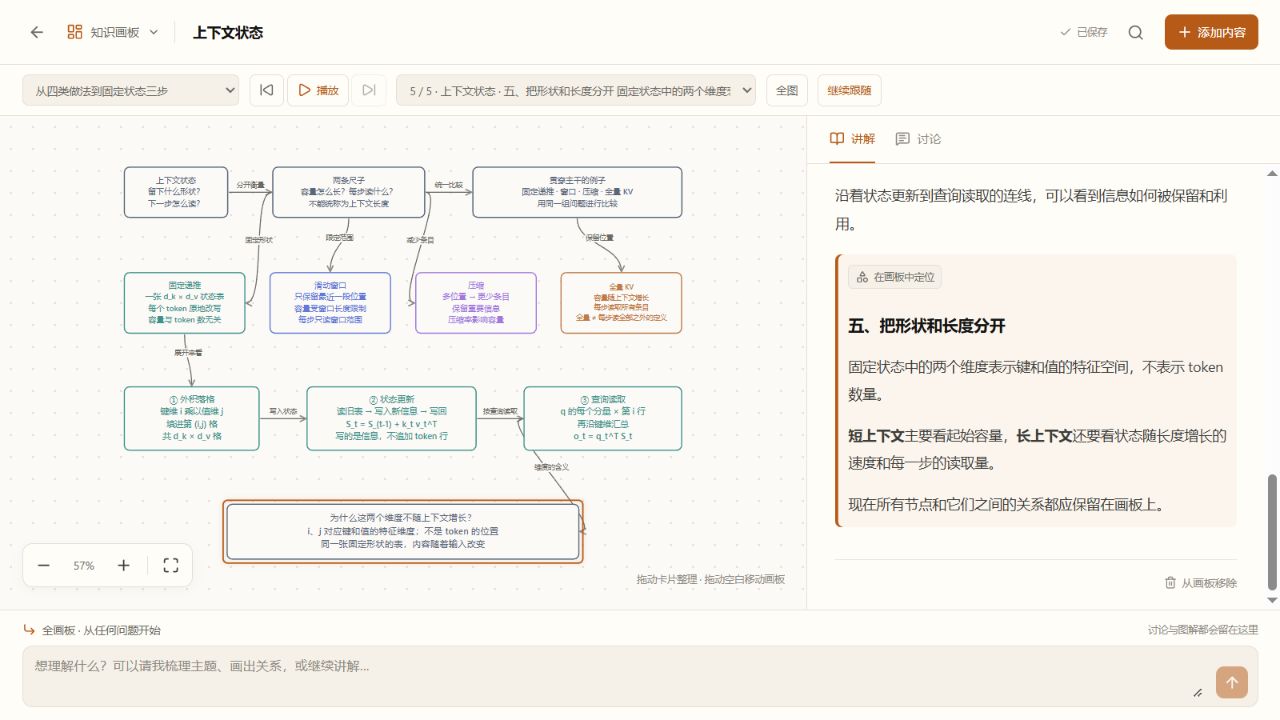 知识画板
上下文状态
已保存
添加内容
从四类做法到固定状态三步
播放
5 / 5 · 上下文状态 · 五、把形状和长度分开 固定状态中的两个维度
全图
继续跟随
上下文状态
留下什么形状？
下一步怎么读？
分开衡量
两条尺子
容量怎么长？每步读什么？
不能统称为上下文长度
统一比较
贯穿主干的例子
固定递推 · 窗口 · 压缩 · 全量 KV
用同一组问题进行比较
固定形状
限定范围
减少条目
保留位置
固定递推
一张 d_k × d_v 状态表
每个 token 原地改写
容量与 token 数无关
滑动窗口
只保留最近一段位置
容量受窗口长度限制
每步只读窗口范围
压缩
多位置 → 更少条目
保留重要信息
压缩率影响容量
全量 KV
容量随上下文增长
每步读取所有条目
全量 ≠ 每步读全部之外的定义
展开来看
① 外积落格
键维 i 乘以值维 j
填进第 (i,j) 格
共 d_k × d_v 格
写入状态
② 状态更新
读旧表 → 写入新信息 → 写回
S_t = S_(t-1) + k_t v_t^T
写的是信息，不追加 token 行
按查询读取
③ 查询读取
q 的每个分量 × 第 i 行
再沿键维汇总
o_t = q_t^T S_t
维度的含义
为什么这两个维度不随上下文增长？
i、j 对应键和值的特征维度；不是 token 的位置
同一张固定形状的表，内容随着输入改变
57%
拖动卡片整理 · 拖动空白移动画板
讲解
讨论
沿着状态更新到查询读取的连线，可以看到信息如何被保留和利
用。
在画板中定位
五、把形状和长度分开
固定状态中的两个维度表示键和值的特征空间，不表示 token
数量。
短上下文主要看起始容量，长上下文还要看状态随长度增长的
速度和每一步的读取量。
现在所有节点和它们之间的关系都应保留在画板上。
从画板移除
全画板 · 从任何问题开始
讨论与图解都会留在这里
想理解什么？可以请我梳理主题、画出关系，或继续讲解...